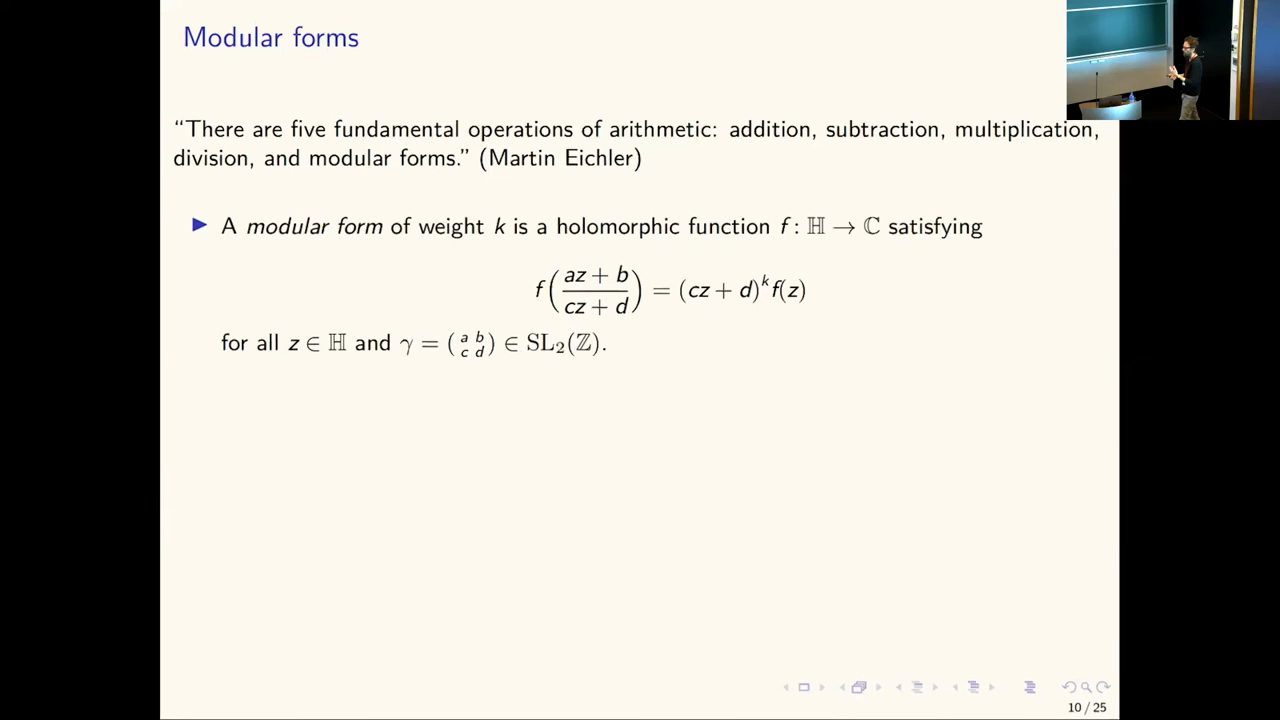 Modular forms
“There are five fundamental operations of arithmetic: addition, subtraction, multiplication,
division, and modular forms.” (Martin Eichler)
▶ A modular form of weight k is a holomorphic function f : ℍ → ℂ satisfying
f((az + b)/(cz + d)) = (cz + d)^k f(z)
for all z ∈ ℍ and γ = (a b; c d) ∈ SL₂(ℤ).
10 / 25